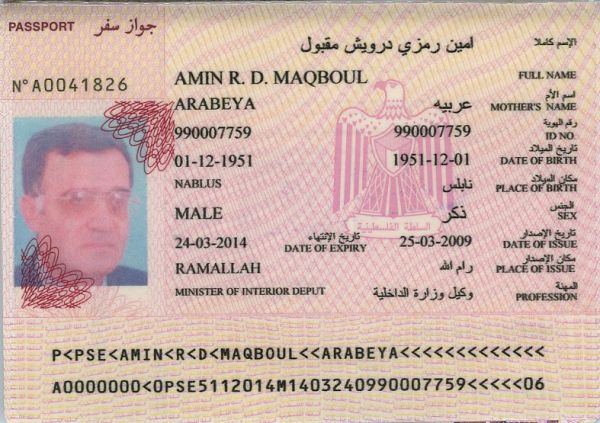 PASSPORT جواز سفر
NºA0041826
امين رمزي درويش مقبول الإسم كاملا
AMIN R. D. MAQBOUL FULL NAME
ARABEYA عربيه اسم الأم MOTHER'S NAME
990007759 990007759 رقم الهوية ID NO.
01-12-1951 1951-12-01 تاريخ الميلاد DATE OF BIRTH
NABLUS نابلس مكان الميلاد PLACE OF BIRTH
MALE ذكر الجنس SEX
السلطة الفلسطينية
24-03-2014 تاريخ الإنتهاء DATE OF EXPIRY 25-03-2009 تاريخ الإصدار DATE OF ISSUE
RAMALLAH رام الله مكان الإصدار PLACE OF ISSUE
MINISTER OF INTERIOR DEPUT وكيل وزارة الداخلية المهنة PROFESSION
P<PSE<AMIN<R<D<MAQBOUL<<ARABEYA<<<<<<<<<<<<<
A0000000<0PSE5112014M1403240990007759<<<<<06